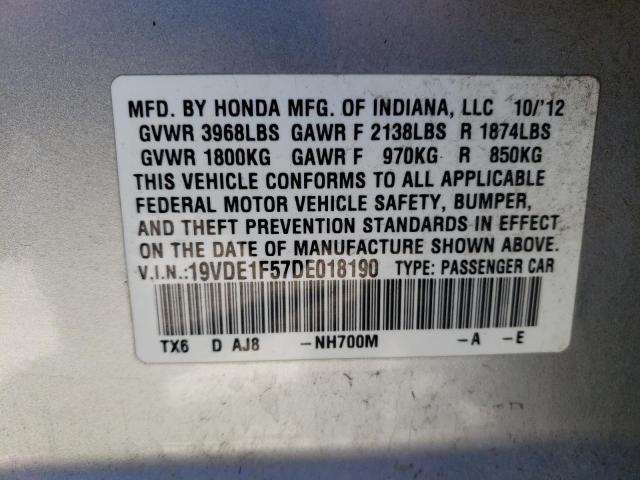 MFD. BY HONDA MFG. OF INDIANA, LLC 10/'12
GVWR 3968LBS GAWR F 2138LBS R 1874LBS
GVWR 1800KG GAWR F 970KG R 850KG
THIS VEHICLE CONFORMS TO ALL APPLICABLE
FEDERAL MOTOR VEHICLE SAFETY, BUMPER,
AND THEFT PREVENTION STANDARDS IN EFFECT
ON THE DATE OF MANUFACTURE SHOWN ABOVE.
V.I.N.:19VDE1F57DE018190 TYPE: PASSENGER CAR
TX6 D AJ8 -NH700M -A -E